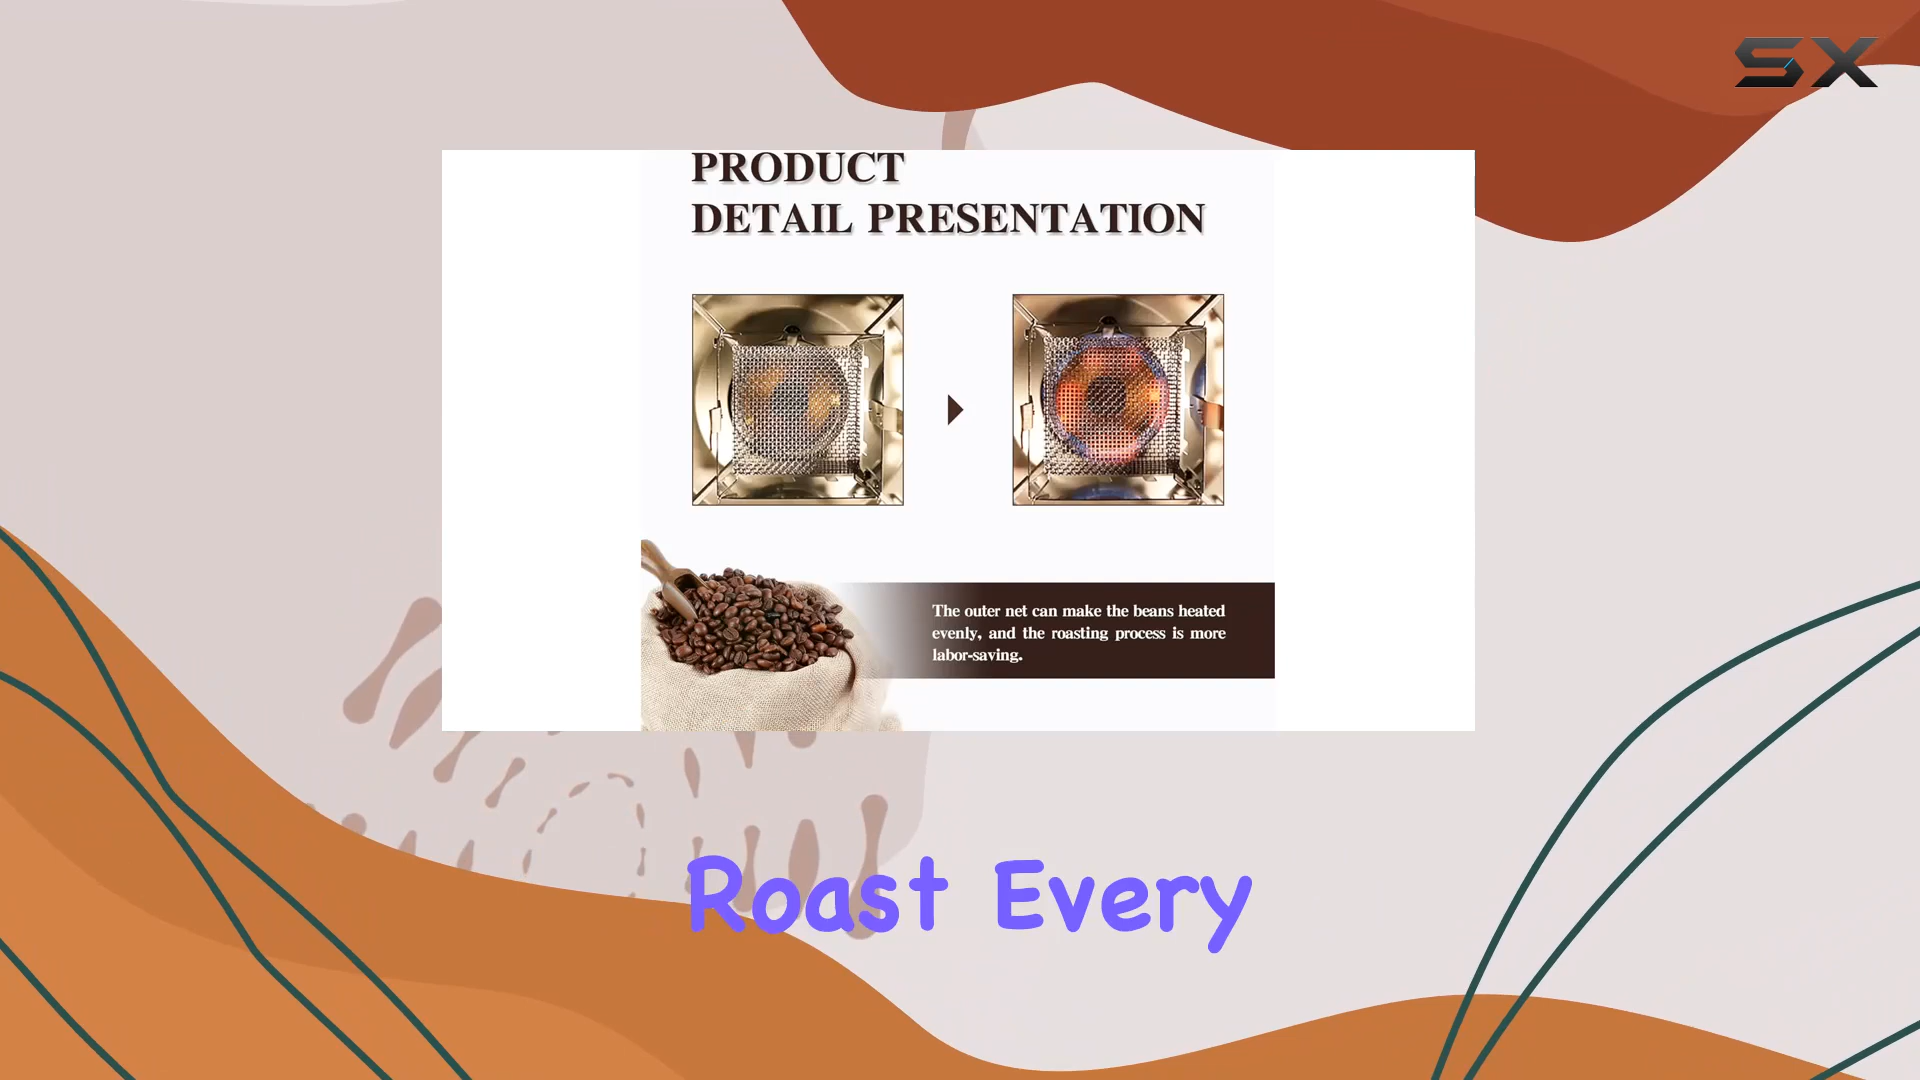 SX
PRODUCT
DETAIL PRESENTATION
The outer net can make the beans heated
evenly, and the roasting process is more
labor-saving.
Roast Every